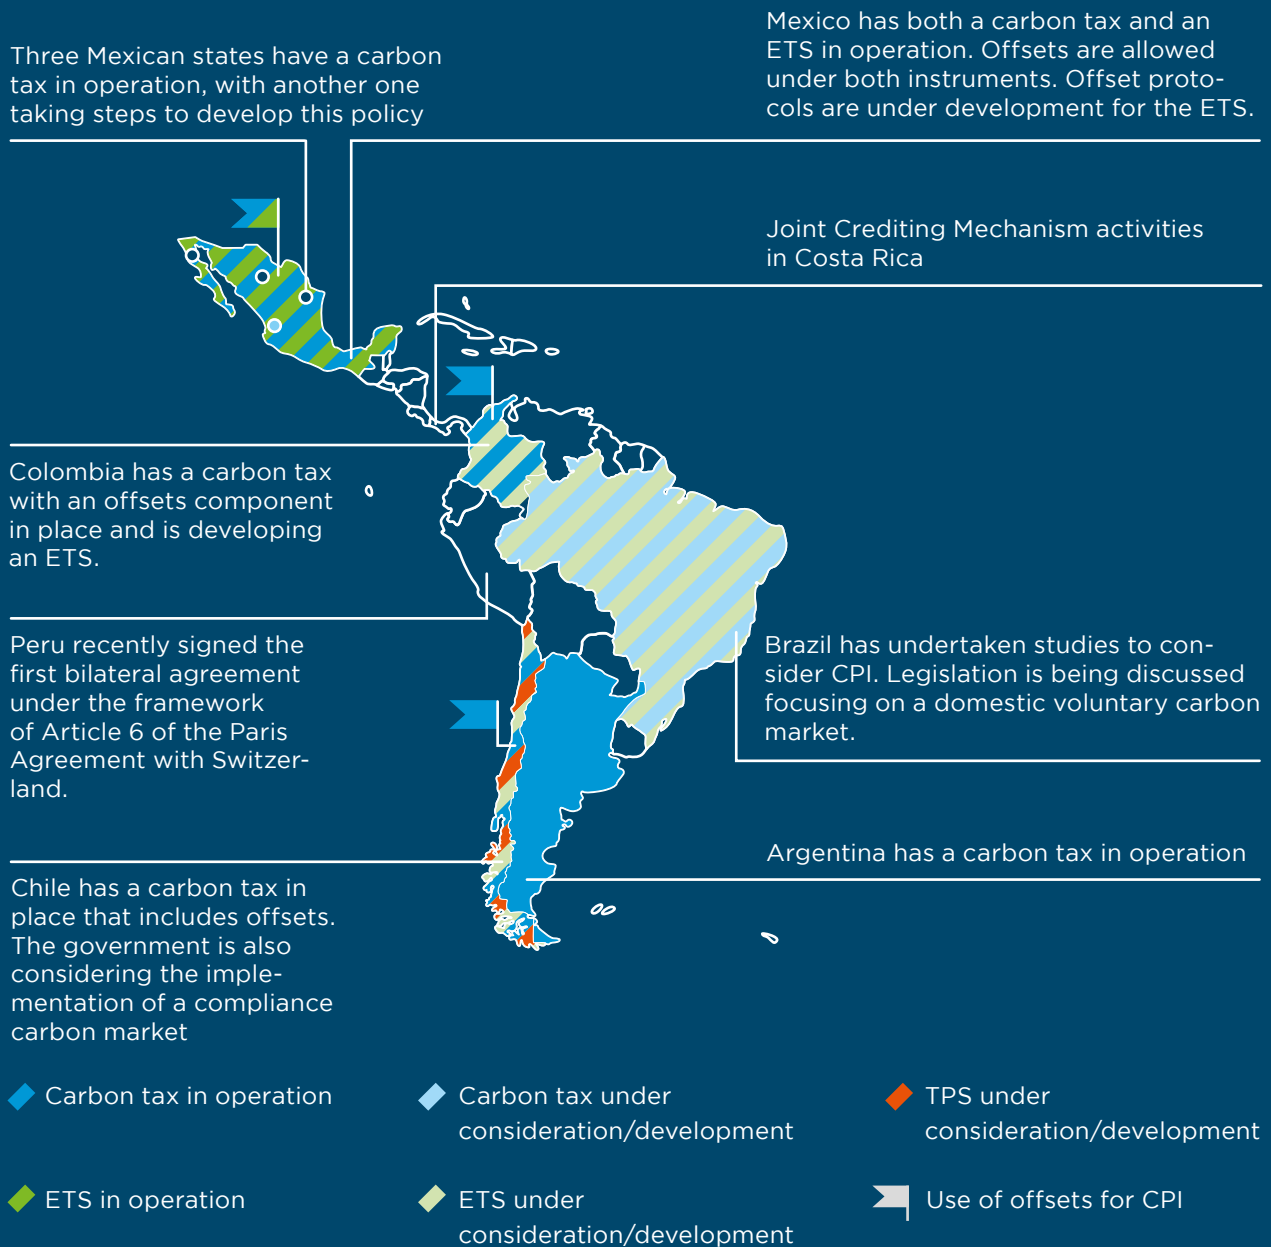 Three Mexican states have a carbon
tax in operation, with another one
taking steps to develop this policy
Mexico has both a carbon tax and an
ETS in operation. Offsets are allowed
under both instruments. Offset proto-
cols are under development for the ETS.
Joint Crediting Mechanism activities
in Costa Rica
Colombia has a carbon tax
with an offsets component
in place and is developing
an ETS.
Peru recently signed the
first bilateral agreement
under the framework
of Article 6 of the Paris
Agreement with Switzer-
land.
Brazil has undertaken studies to con-
sider CPI. Legislation is being discussed
focusing on a domestic voluntary carbon
market.
Argentina has a carbon tax in operation
Chile has a carbon tax in
place that includes offsets.
The government is also
considering the imple-
mentation of a compliance
carbon market
Carbon tax in operation
Carbon tax under
consideration/development
TPS under
consideration/development
ETS in operation
ETS under
consideration/development
Use of offsets for CPI